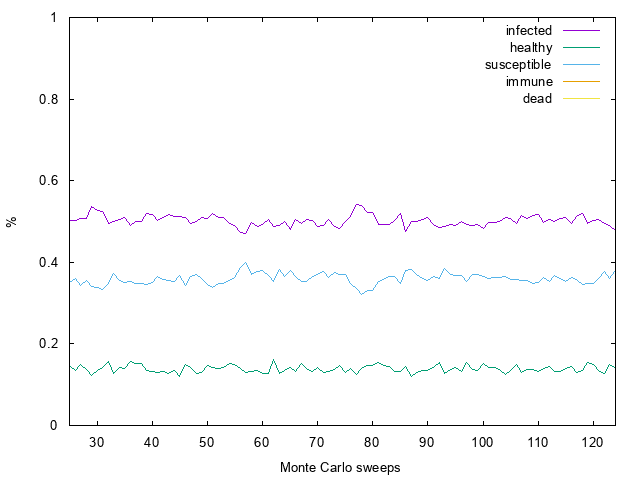 1
0.8
0.6
0.4
0.2
0
%
infected
healthy
susceptible
immune
dead
30 40 50 60 70 80 90 100 110 120
Monte Carlo sweeps